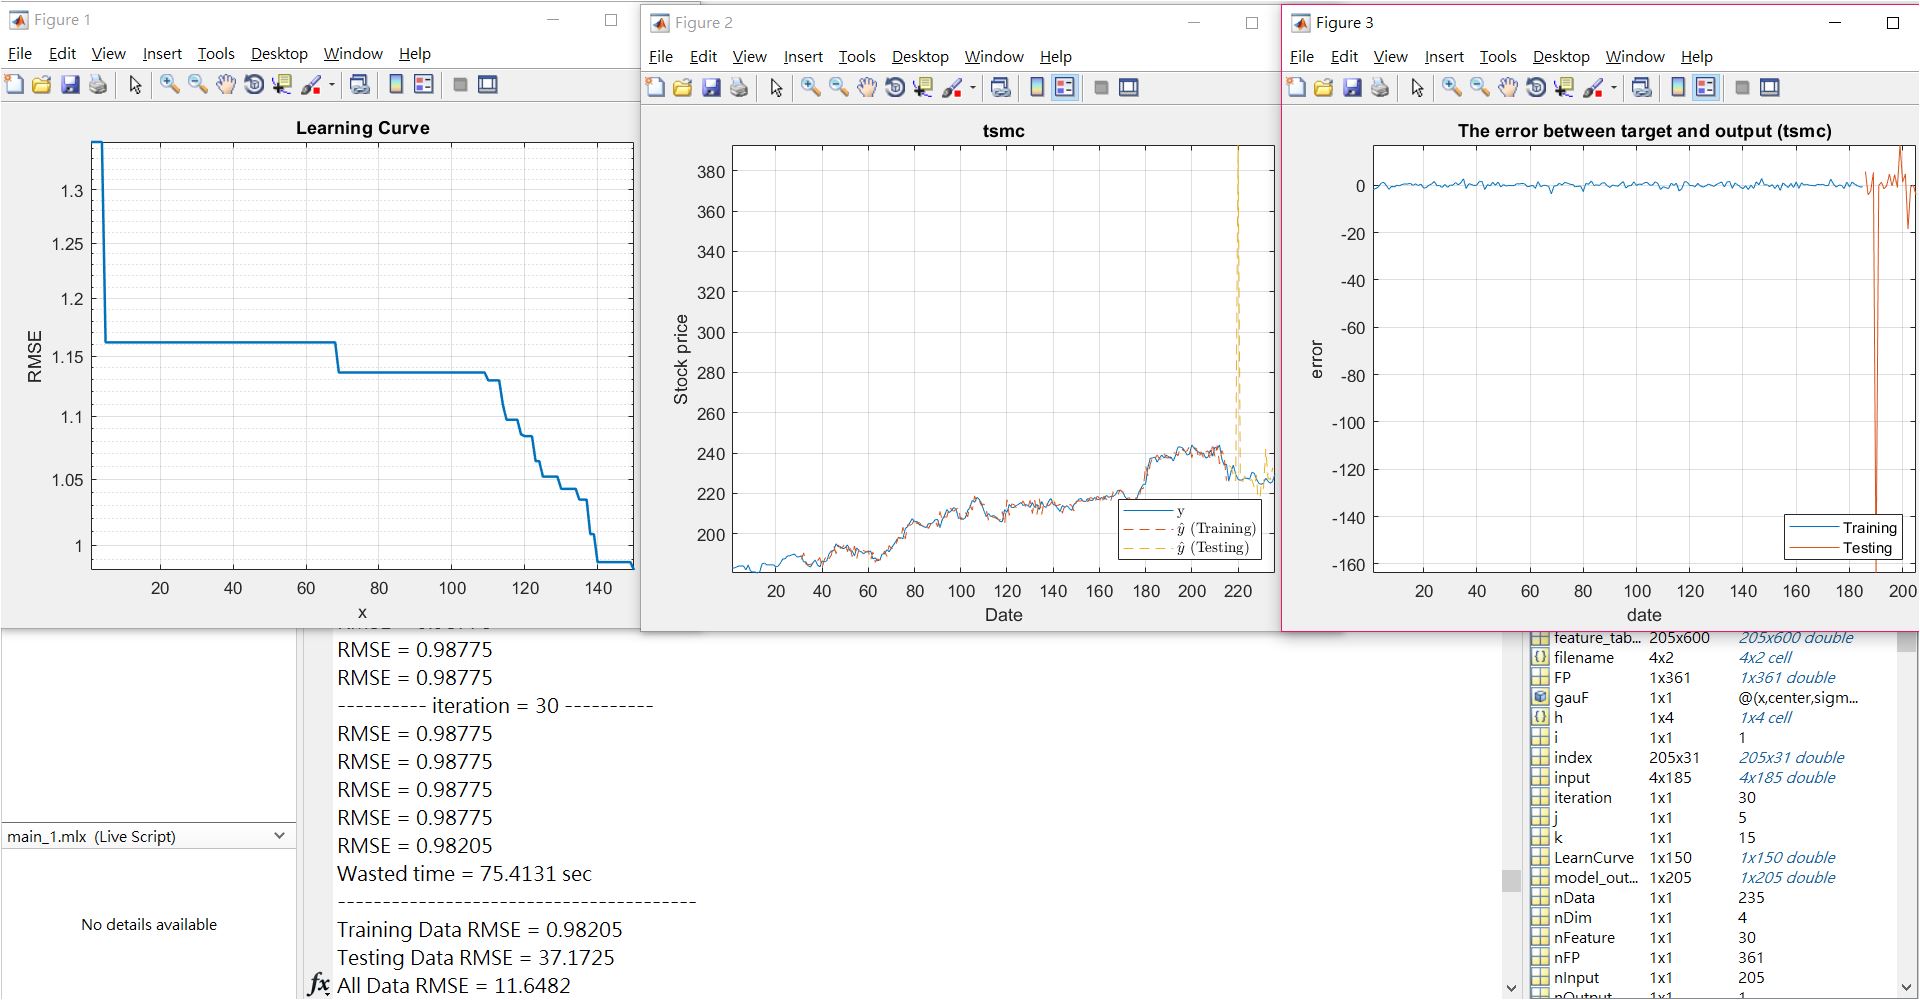 Figure 1
File Edit View Insert Tools Desktop Window Help
Learning Curve
RMSE
1.3
1.25
1.2
1.15
1.1
1.05
1
20 40 60 80 100 120 140
x
Figure 2
File Edit View Insert Tools Desktop Window Help
tsmc
Stock price
380
360
340
320
300
280
260
240
220
200
y
ŷ (Training)
ŷ (Testing)
20 40 60 80 100 120 140 160 180 200 220
Date
Figure 3
File Edit View Insert Tools Desktop Window Help
The error between target and output (tsmc)
error
0
-20
-40
-60
-80
-100
-120
-140
-160
Training
Testing
20 40 60 80 100 120 140 160 180 200
date
main_1.mlx (Live Script)
No details available
RMSE = 0.98775
RMSE = 0.98775
---------- iteration = 30 ----------
RMSE = 0.98775
RMSE = 0.98775
RMSE = 0.98775
RMSE = 0.98775
RMSE = 0.98205
Wasted time = 75.4131 sec
----------------------------------------
Training Data RMSE = 0.98205
Testing Data RMSE = 37.1725
fx All Data RMSE = 11.6482
feature_tab... 205x600 205x600 double
filename 4x2 4x2 cell
FP 1x361 1x361 double
gauF 1x1 @(x,center,sigm...
h 1x4 1x4 cell
i 1x1 1
index 205x31 205x31 double
input 4x185 4x185 double
iteration 1x1 30
j 1x1 5
k 1x1 15
LearnCurve 1x150 1x150 double
model_out... 1x205 1x205 double
nData 1x1 235
nDim 1x1 4
nFeature 1x1 30
nFP 1x1 361
nInput 1x1 205
nOutput 1x1 1